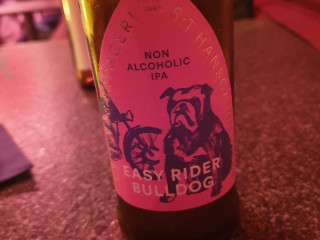 NON
ALCOHOLIC
IPA
EASY RIDER
BULLDOG